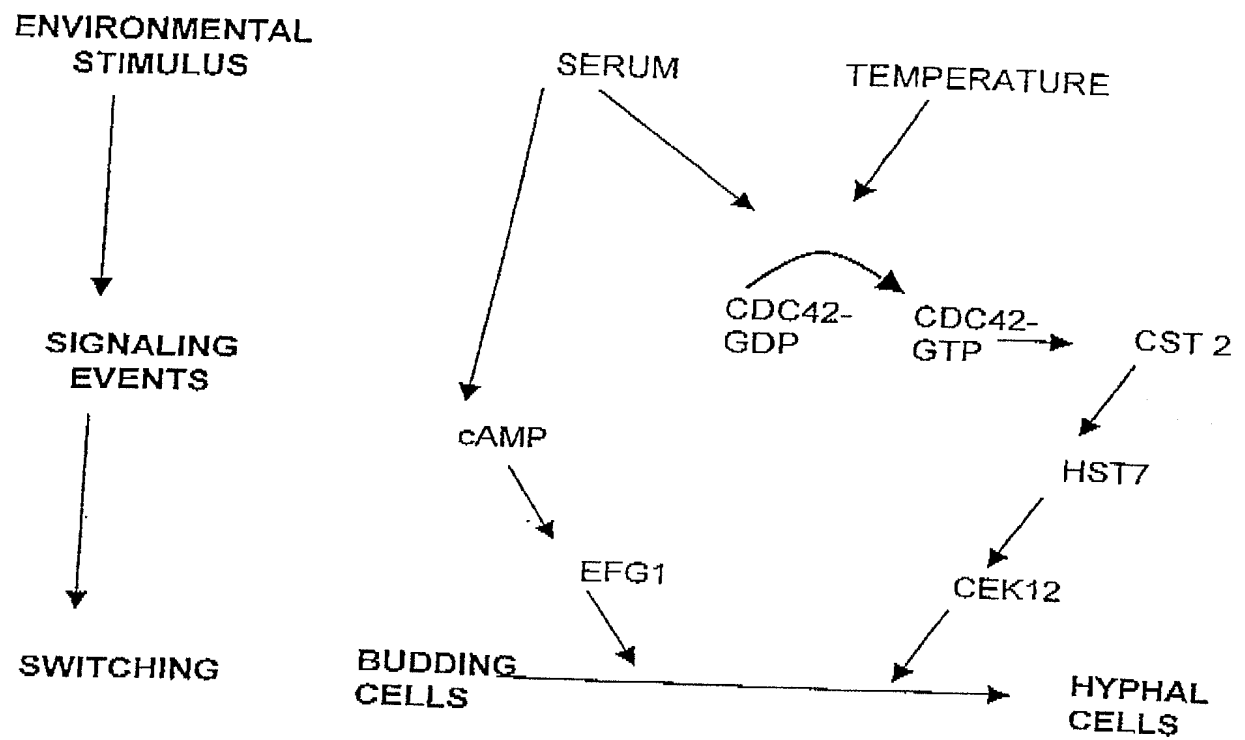 ENVIRONMENTAL
STIMULUS
SERUM
TEMPERATURE
SIGNALING
EVENTS
CDC42-
GDP
CDC42-
GTP
CST 2
cAMP
HST7
EFG1
CEK12
SWITCHING
BUDDING
CELLS
HYPHAL
CELLS